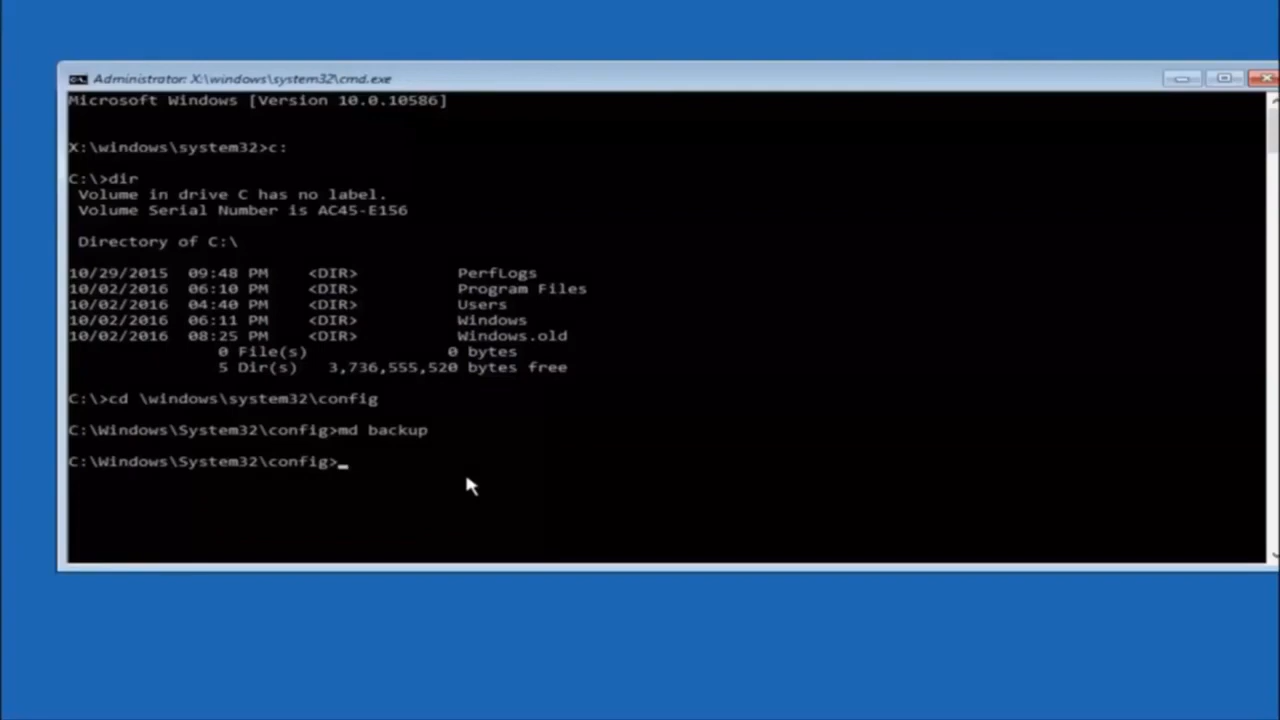 Administrator: X:\windows\system32\cmd.exe
Microsoft Windows [Version 10.0.10586]
X:\windows\system32>c:
C:\>dir
Volume in drive C has no label.
Volume Serial Number is AC45-E156
Directory of C:\
10/29/2015 09:48 PM <DIR> PerfLogs
10/02/2016 06:10 PM <DIR> Program Files
10/02/2016 04:40 PM <DIR> Users
10/02/2016 06:11 PM <DIR> Windows
10/02/2016 08:25 PM <DIR> Windows.old
0 File(s) 0 bytes
5 Dir(s) 3,736,555,520 bytes free
C:\>cd \windows\system32\config
C:\Windows\System32\config>md backup
C:\Windows\System32\config>_